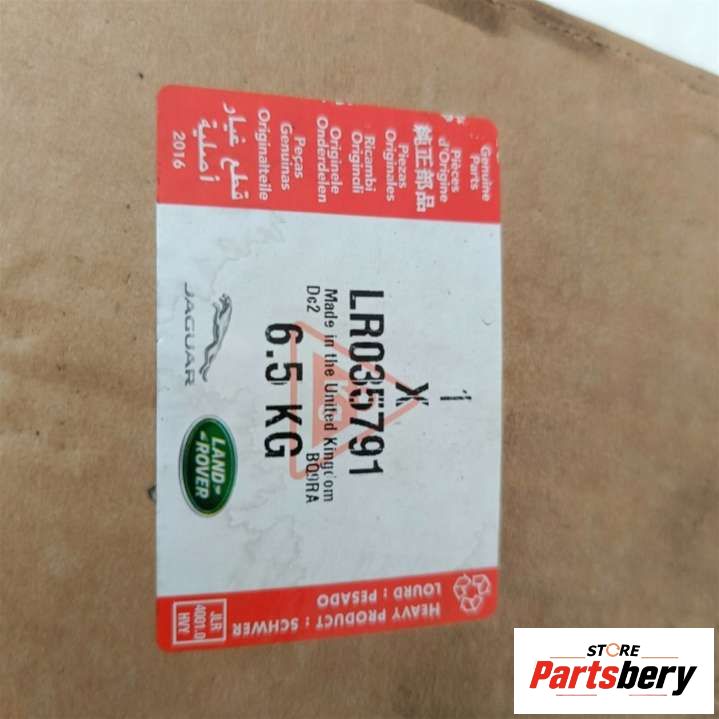 Genuine
Parts
Pièces
d'Origine
純正部品
Piezas
Originales
Ricambi
Originali
Originele
Onderdelen
Peças
Genuinas
Originalteile
قطع غيار
أصلية
2016
X 1
LR035791
Made in the United Kingdom
Dc2 B09RA
6.5 KG
JAGUAR
LAND-
-ROVER
HEAVY PRODUCT : SCHWER
LOURD : PESADO
JLR
4001.0
HVY
STORE
Partsbery